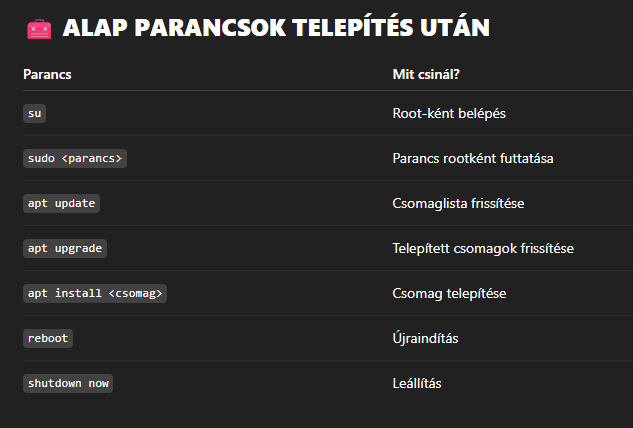 🧰 ALAP PARANCSOK TELEPÍTÉS UTÁN
Parancs Mit csinál?
su Root-ként belépés
sudo <parancs> Parancs rootként futtatása
apt update Csomaglista frissítése
apt upgrade Telepített csomagok frissítése
apt install <csomag> Csomag telepítése
reboot Újraindítás
shutdown now Leállítás